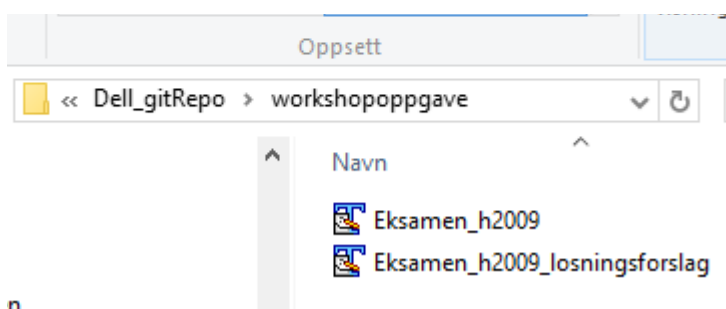 Oppsett
« Dell_gitRepo > workshopoppgave
Navn
Eksamen_h2009
Eksamen_h2009_losningsforslag
n